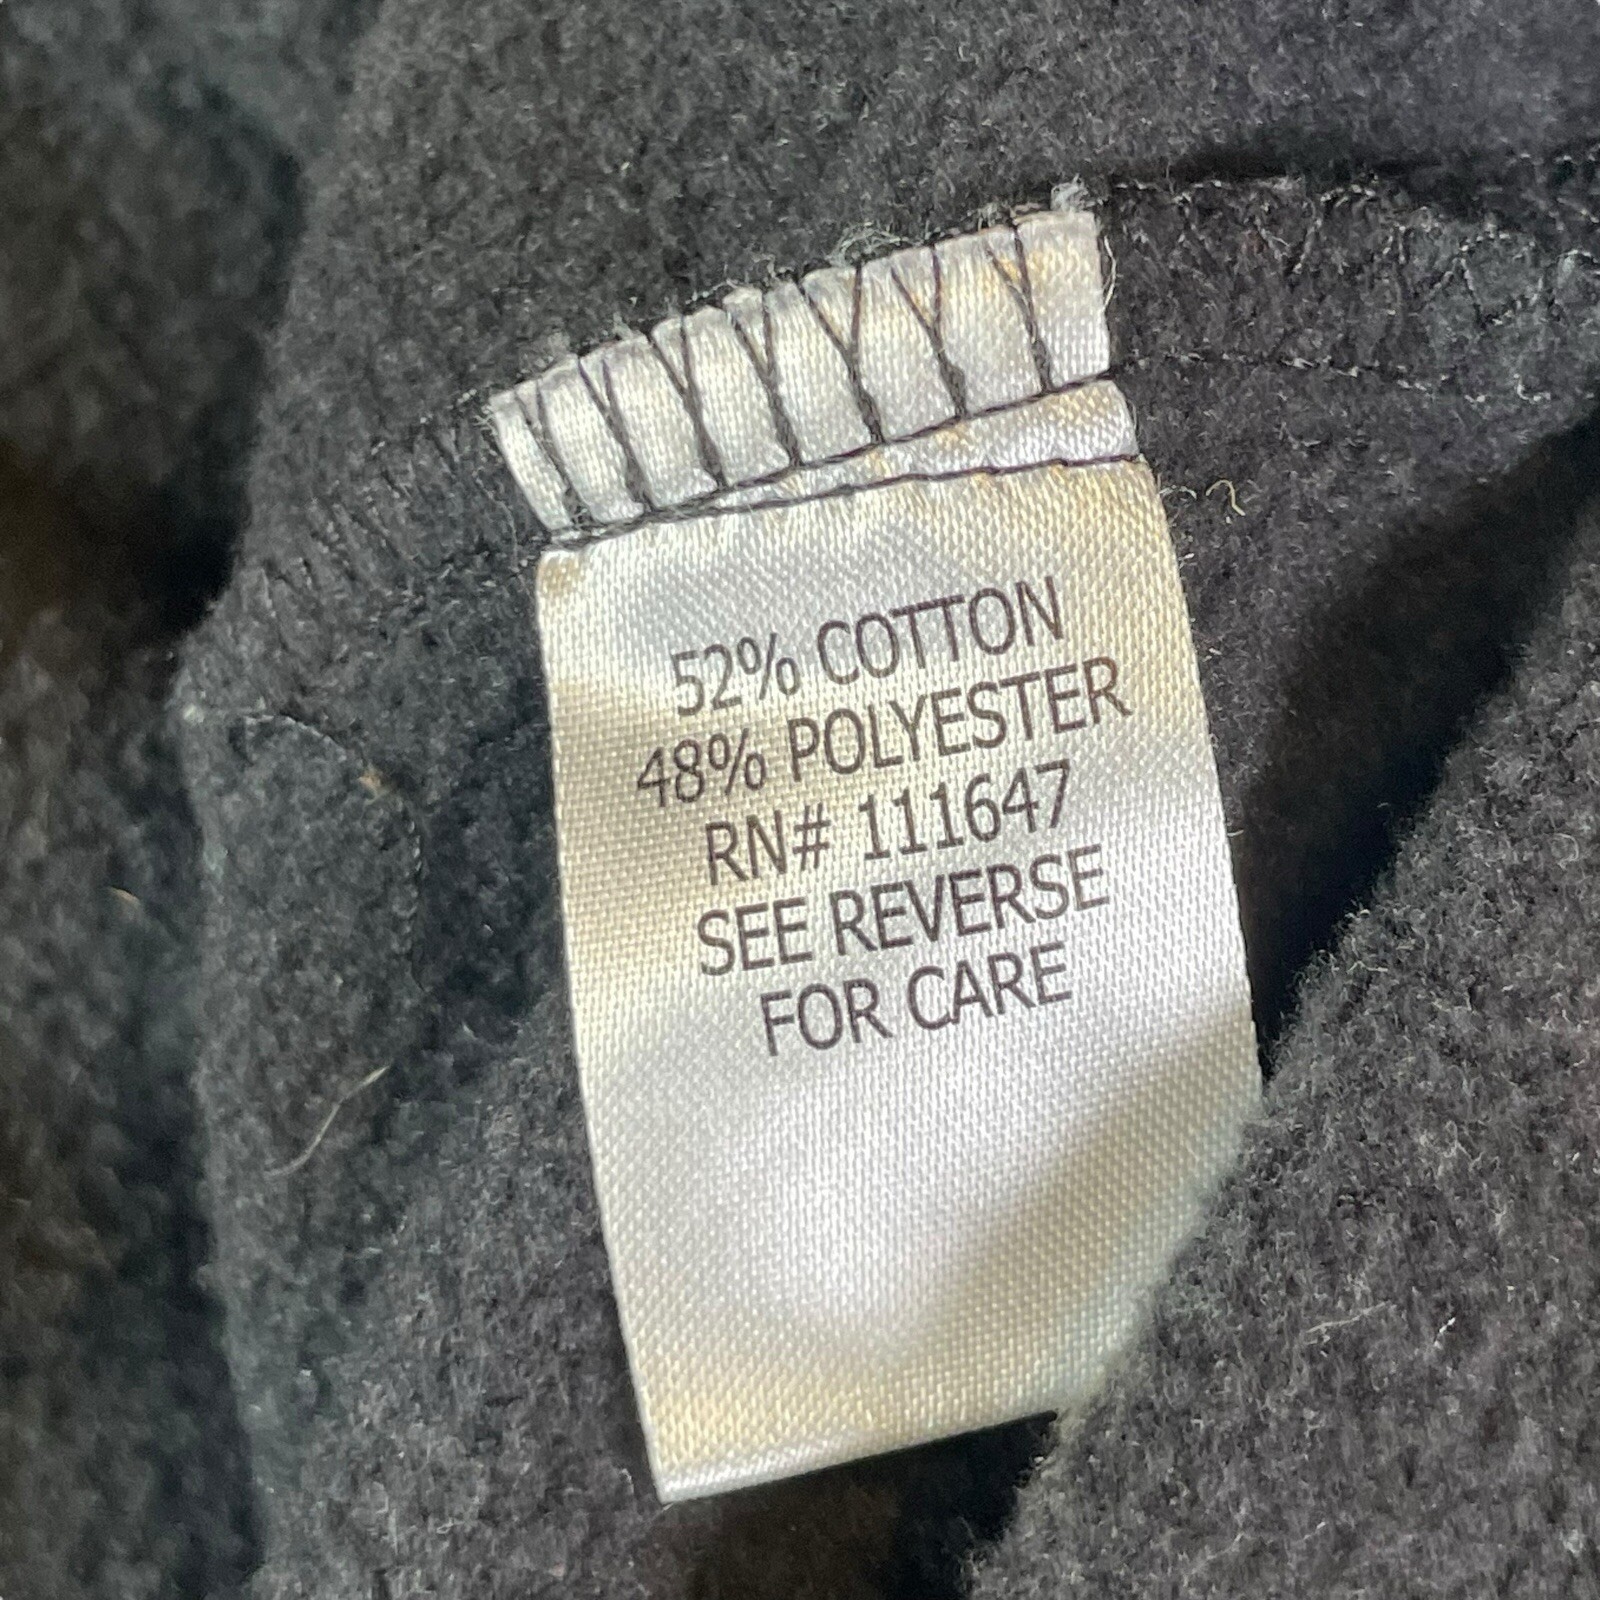 52% COTTON
48% POLYESTER
RN# 111647
SEE REVERSE
FOR CARE